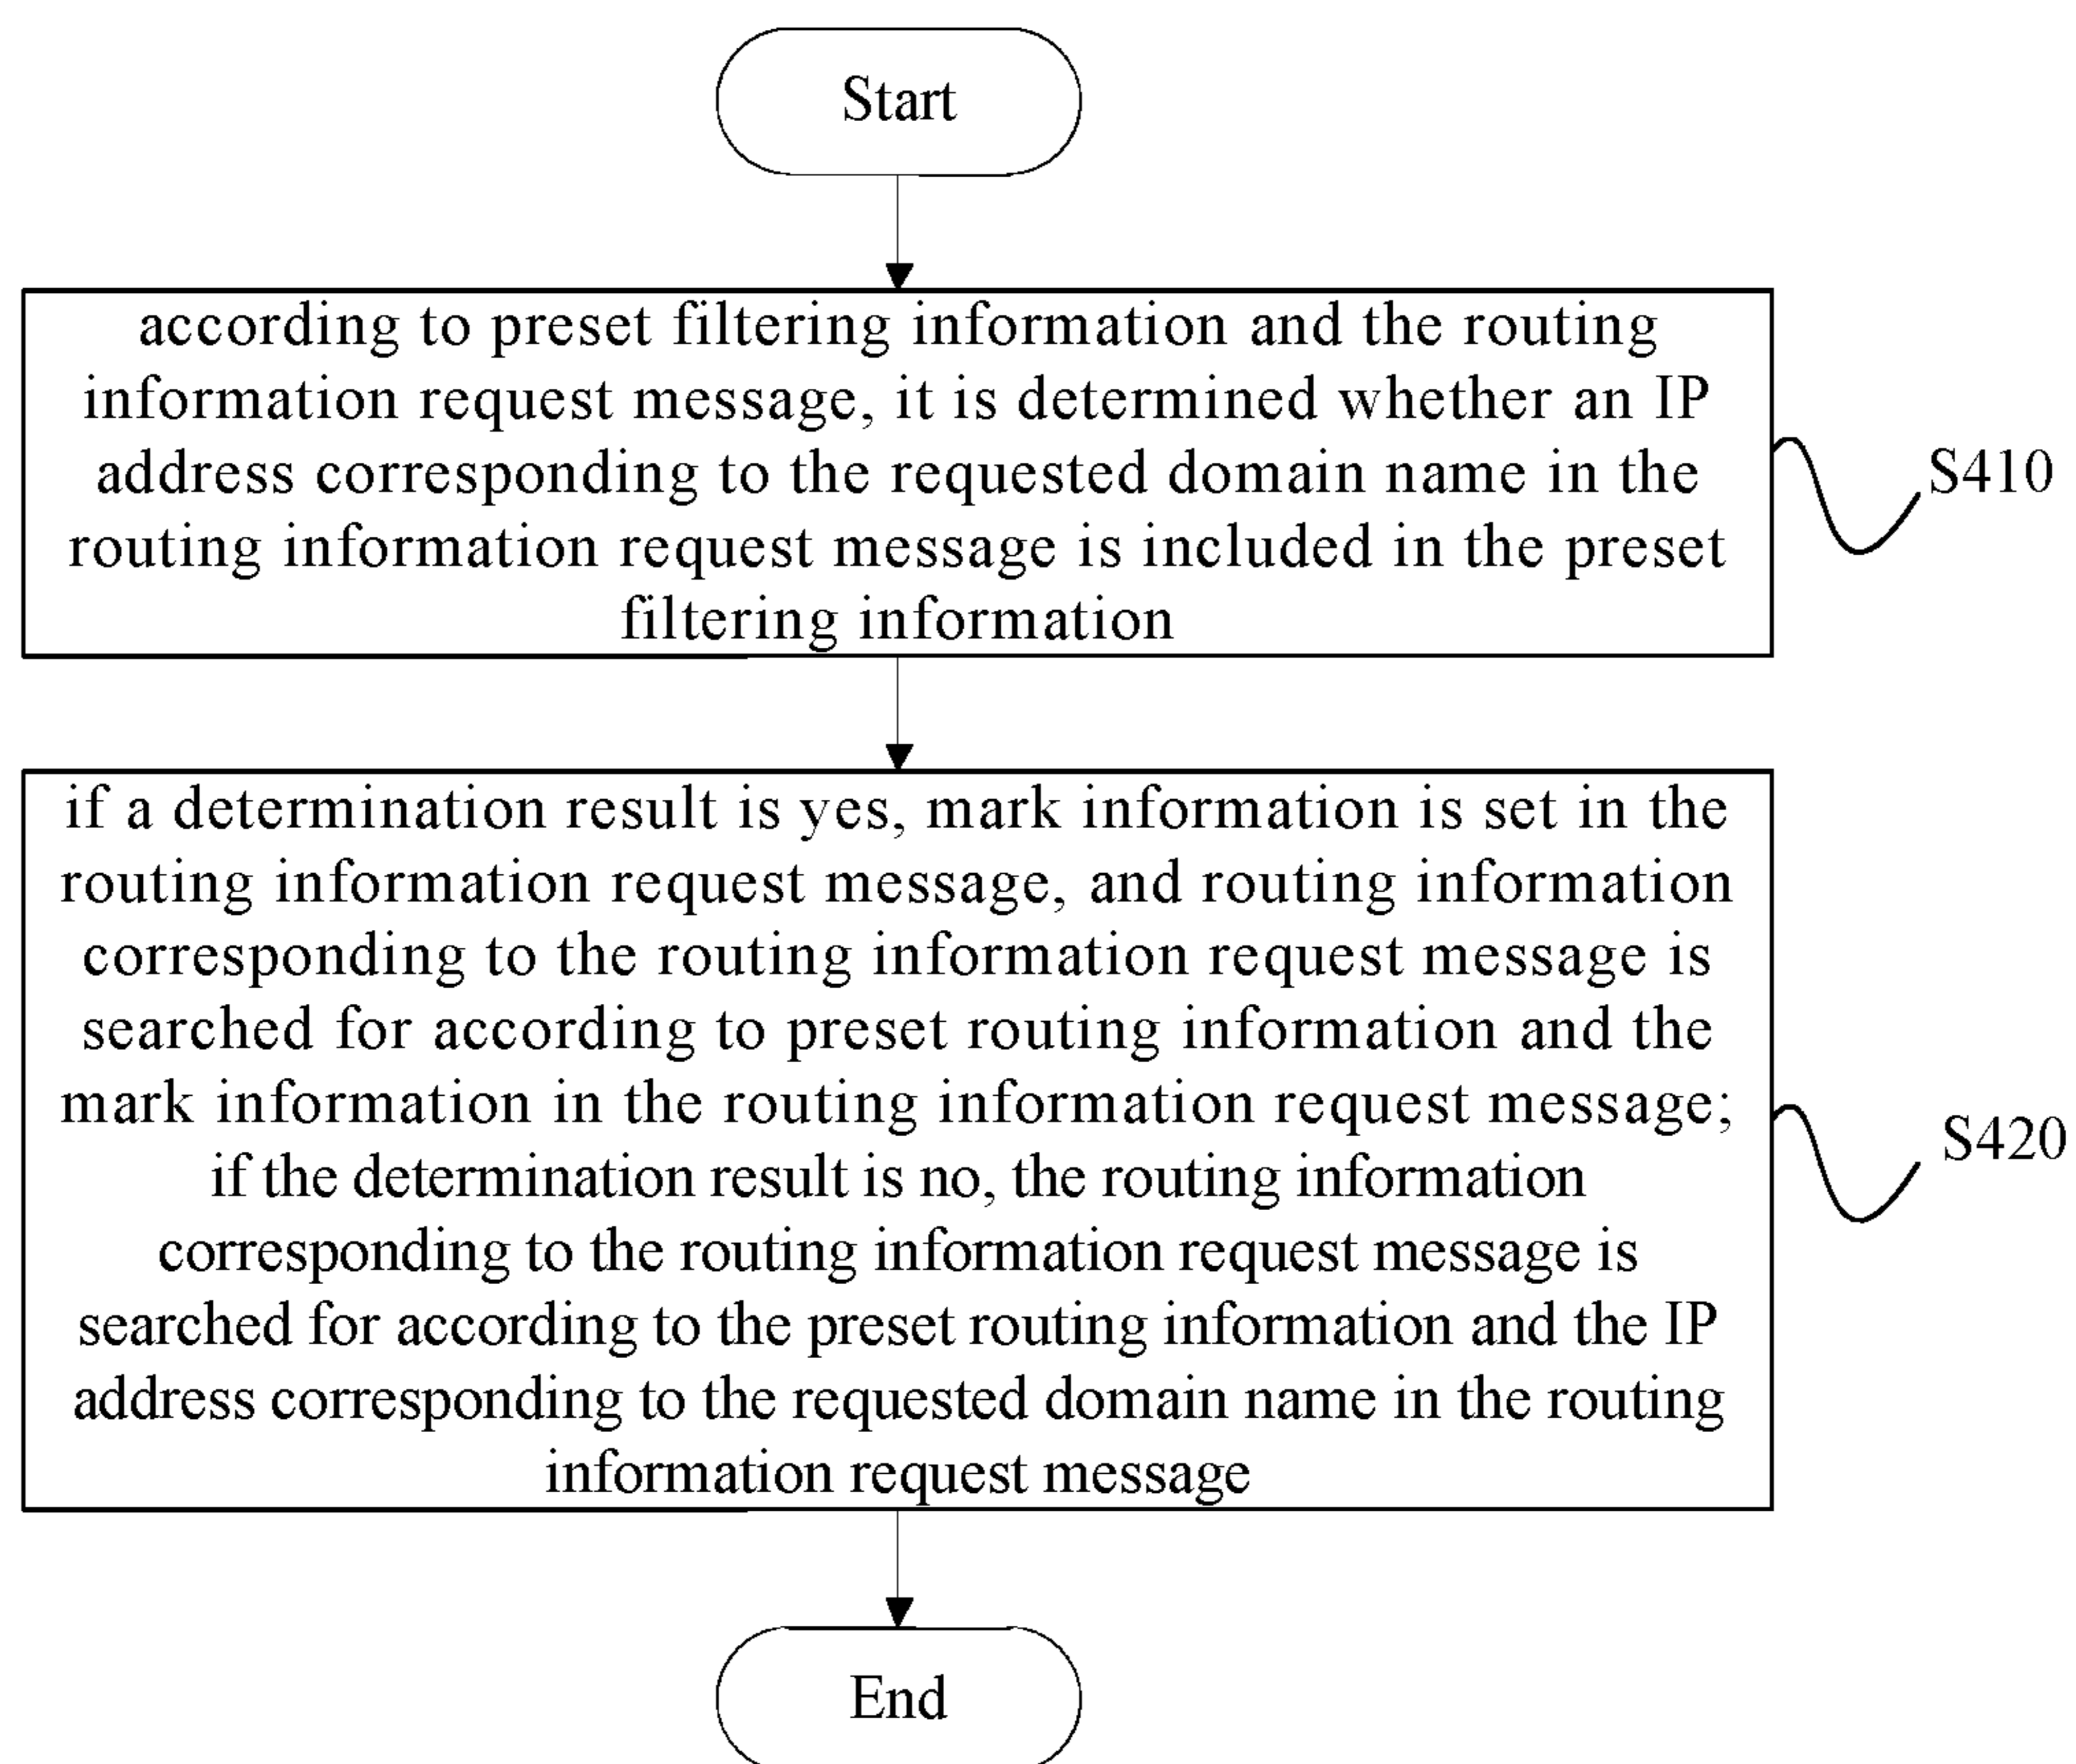 Start
according to preset filtering information and the routing
information request message, it is determined whether an IP
address corresponding to the requested domain name in the
routing information request message is included in the preset
filtering information
S410
if a determination result is yes, mark information is set in the
routing information request message, and routing information
corresponding to the routing information request message is
searched for according to preset routing information and the
mark information in the routing information request message;
if the determination result is no, the routing information
corresponding to the routing information request message is
searched for according to the preset routing information and the IP
address corresponding to the requested domain name in the routing
information request message
S420
End